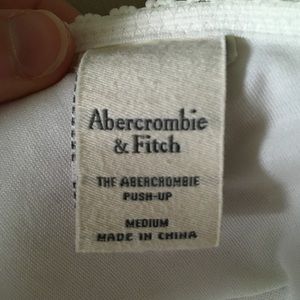 Abercrombie
& Fitch
THE ABERCROMBIE
PUSH-UP
MEDIUM
MADE IN CHINA